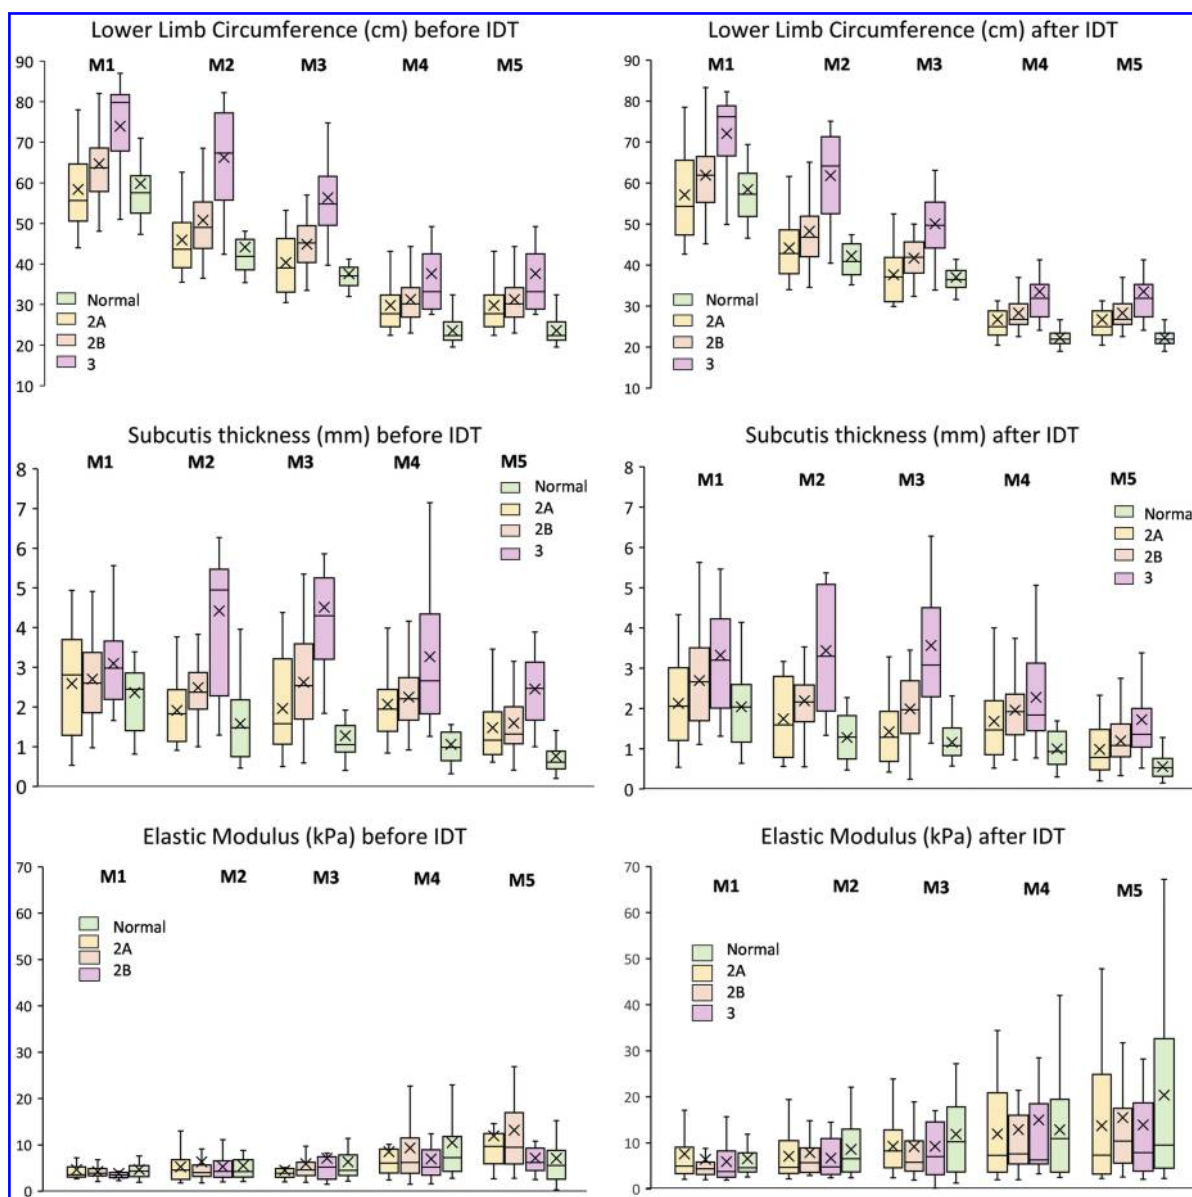 Lower Limb Circumference (cm) before IDT
90
80
70
60
50
40
30
20
10
M1 M2 M3 M4 M5
Normal
2A
2B
3
Lower Limb Circumference (cm) after IDT
90
80
70
60
50
40
30
20
10
M1 M2 M3 M4 M5
Normal
2A
2B
3
Subcutis thickness (mm) before IDT
8
7
6
5
4
3
2
1
0
M1 M2 M3 M4 M5
Normal
2A
2B
3
Subcutis thickness (mm) after IDT
8
7
6
5
4
3
2
1
0
M1 M2 M3 M4 M5
Norma
2A
2B
3
Elastic Modulus (kPa) before IDT
70
60
50
40
30
20
10
0
M1 M2 M3 M4 M5
Normal
2A
2B
Elastic Modulus (kPa) after IDT
70
60
50
40
30
20
10
0
M1 M2 M3 M4 M5
Normal
2A
2B
3